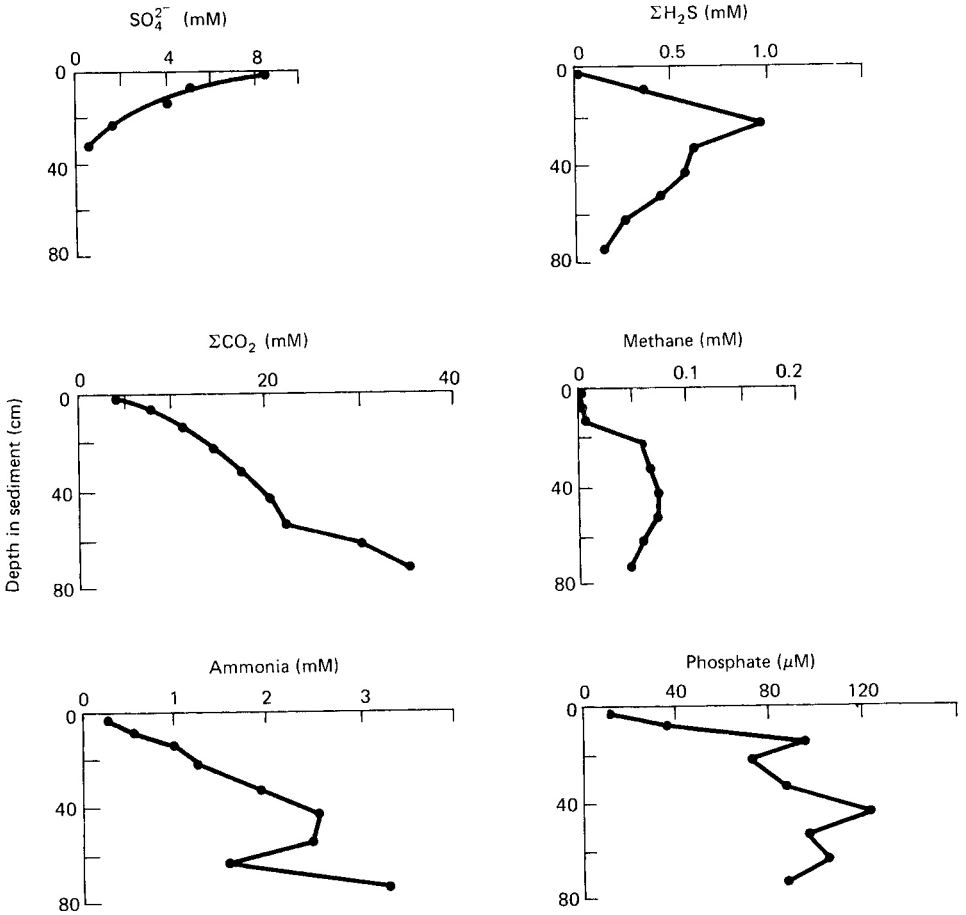 SO₄²⁻ (mM)
0 4 8
0
40
80
ΣH₂S (mM)
0 0.5 1.0
0
40
80
Depth in sediment (cm)
ΣCO₂ (mM)
0 20 40
0
40
80
Methane (mM)
0 0.1 0.2
0
40
80
Ammonia (mM)
0 1 2 3
0
40
80
Phosphate (μM)
0 40 80 120
0
40
80